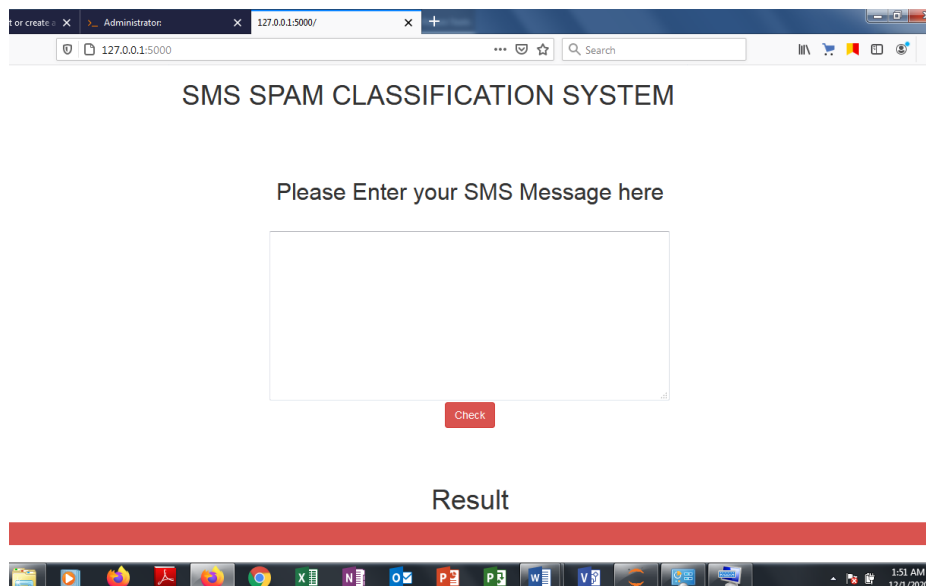 t or create a
Administrator:
127.0.0.1:5000/
127.0.0.1:5000
Search
SMS SPAM CLASSIFICATION SYSTEM
Please Enter your SMS Message here
Check
Result
1:51 AM